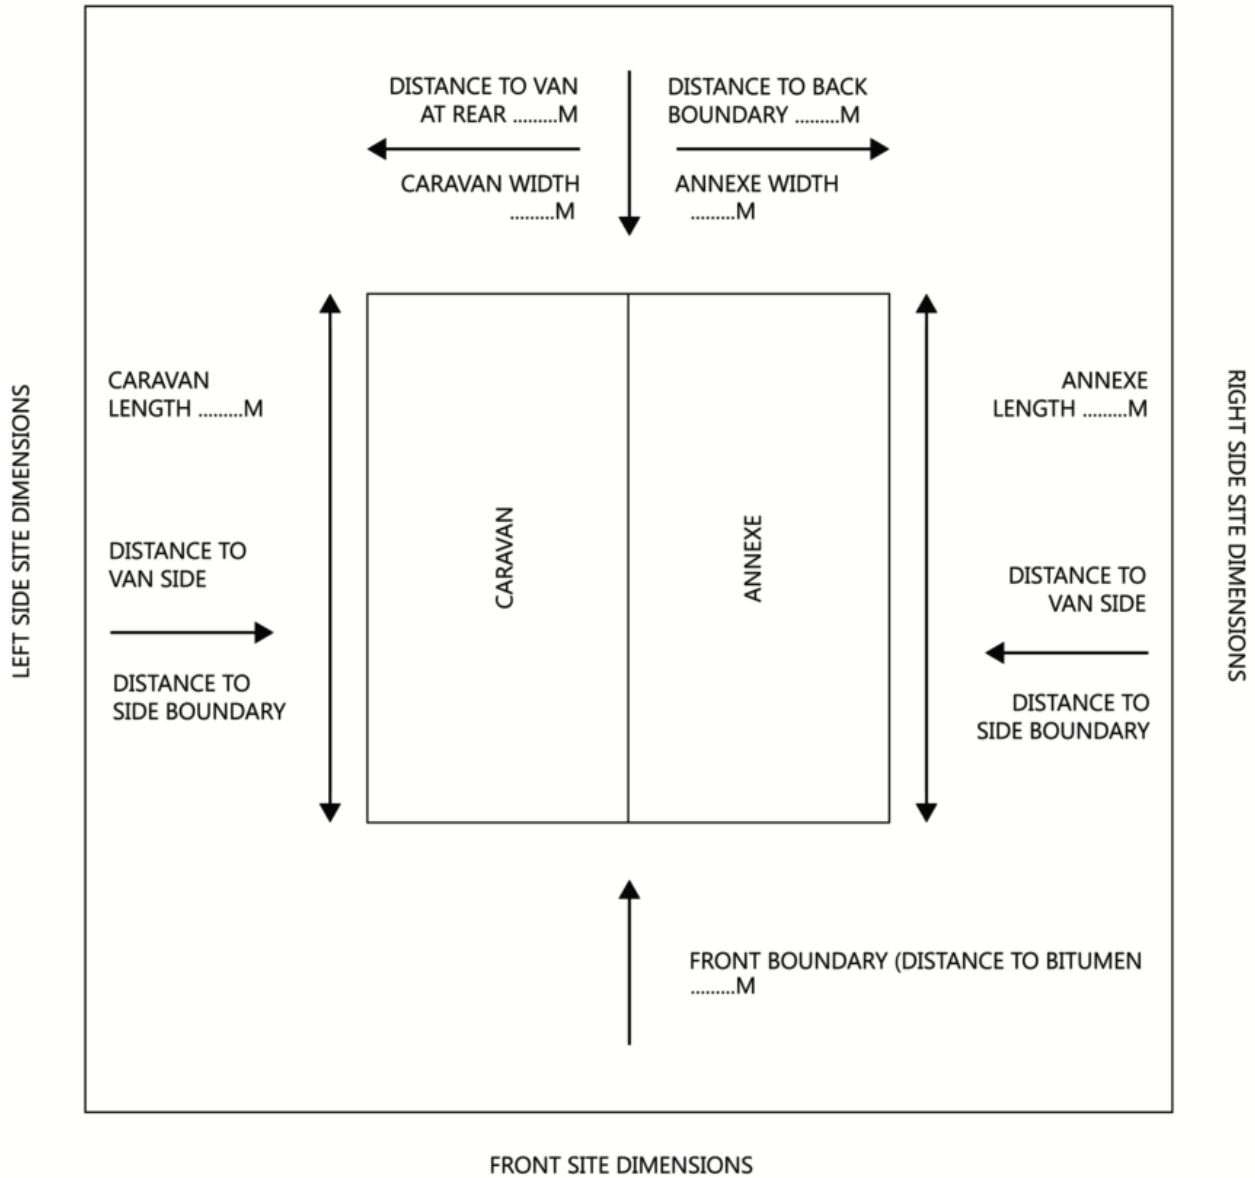 DISTANCE TO VAN
AT REAR .........M
DISTANCE TO BACK
BOUNDARY .........M
CARAVAN WIDTH
.........M
ANNEXE WIDTH
.........M
CARAVAN
LENGTH .........M
ANNEXE
LENGTH .........M
LEFT SIDE SITE DIMENSIONS
RIGHT SIDE SITE DIMENSIONS
DISTANCE TO
VAN SIDE
CARAVAN
ANNEXE
DISTANCE TO
VAN SIDE
DISTANCE TO
SIDE BOUNDARY
DISTANCE TO
SIDE BOUNDARY
FRONT BOUNDARY (DISTANCE TO BITUMEN
.........M
FRONT SITE DIMENSIONS